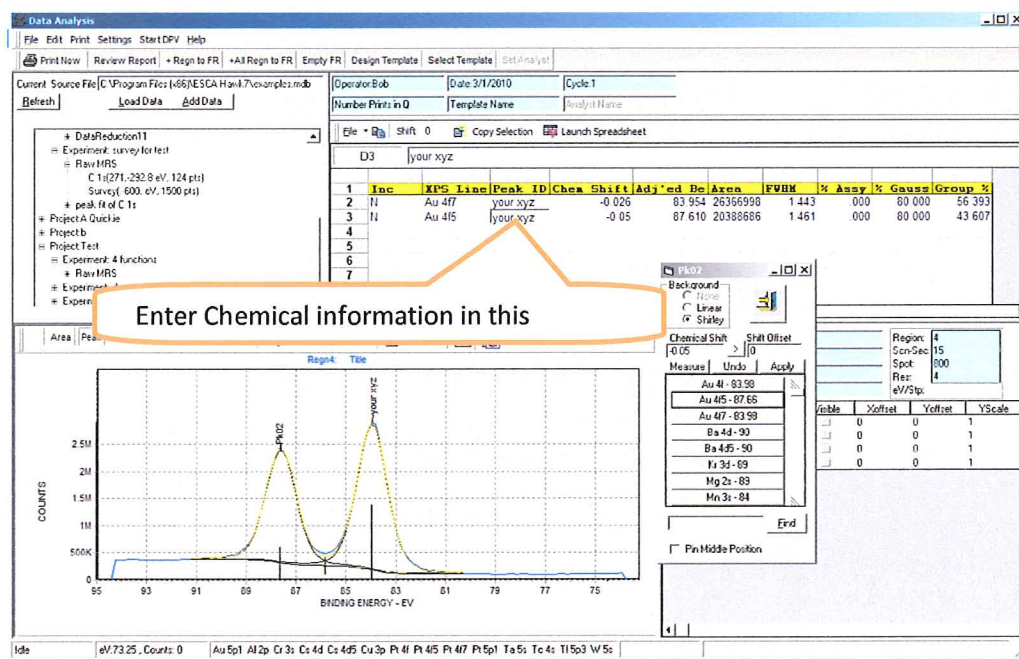 Data Analysis
File Edit Print Settings StartDPV Help
Print Now Review Report + Regn to FR +All Regn to FR Empty FR Design Template Select Template Set Analyst
Current Source File C:\Program Files (x86)\ESCA Hawk 7\examples.mdb
Refresh Load Data Add Data
Operator:Bob Date:3/1/2010 Cycle:1
Number Prints in Q Template Name Analyst Name
File Shift 0 Copy Selection Launch Spreadsheet
D3 your xyz
DataReduction11
Experiment: survey for test
Raw MRS
C 1s(271.-292.8 eV, 124 pts)
Survey( 600. eV, 1500 pts)
peak fit of C 1s
Project A Quickie
Project b
Project Test
Experiment: 4 functions
Raw MRS
1 Inc XPS Line Peak ID Chem Shift Adj'ed Be Area FWHM % Assy % Gauss Group %
2 N Au 4f7 your xyz -0.026 83 954 26366998 1 443 000 80 000 56 393
3 N Au 4f5 your xyz -0 05 87 610 20388686 1 461 000 80 000 43 607
4
5
6
7
Enter Chemical information in this
Pk02
Background
None
Linear
Shirley
Chemical Shift Shift Offset
-0.05 > 0
Measure Undo Apply
Au 4f - 83.98
Au 4f5 - 87.66
Au 4f7 - 83.98
Ba 4d - 90
Ba 4d5 - 90
Kr 3d - 89
Mg 2s - 89
Mn 3s - 84
Find
Pin Middle Position
Region: 4
Scn-Sec 15
Spot: 800
Res: 4
eV/Stp:
Visible Xoffset Yoffset YScale
0 0 1
0 0 1
0 0 1
0 0 1
Area
Regn4: Title
your xyz
Pk02
COUNTS
2.5M
2M
1.5M
1M
500K
0
95 93 91 89 87 85 83 81 79 77 75
BINDING ENERGY - EV
Idle eV:73.25 , Counts: 0 Au 5p1 Al 2p Cr 3s Cs 4d Cs 4d5 Cu 3p Pt 4f Pt 4f5 Pt 4f7 Pt 5p1 Ta 5s Tc 4s Tl 5p3 W 5s